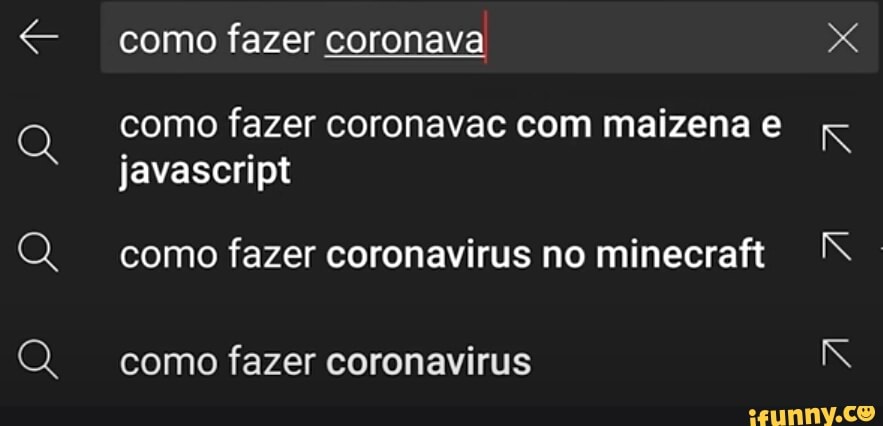 como fazer coronava
como fazer coronavac com maizena e
javascript
como fazer coronavirus no minecraft
como fazer coronavirus
ifunny.co